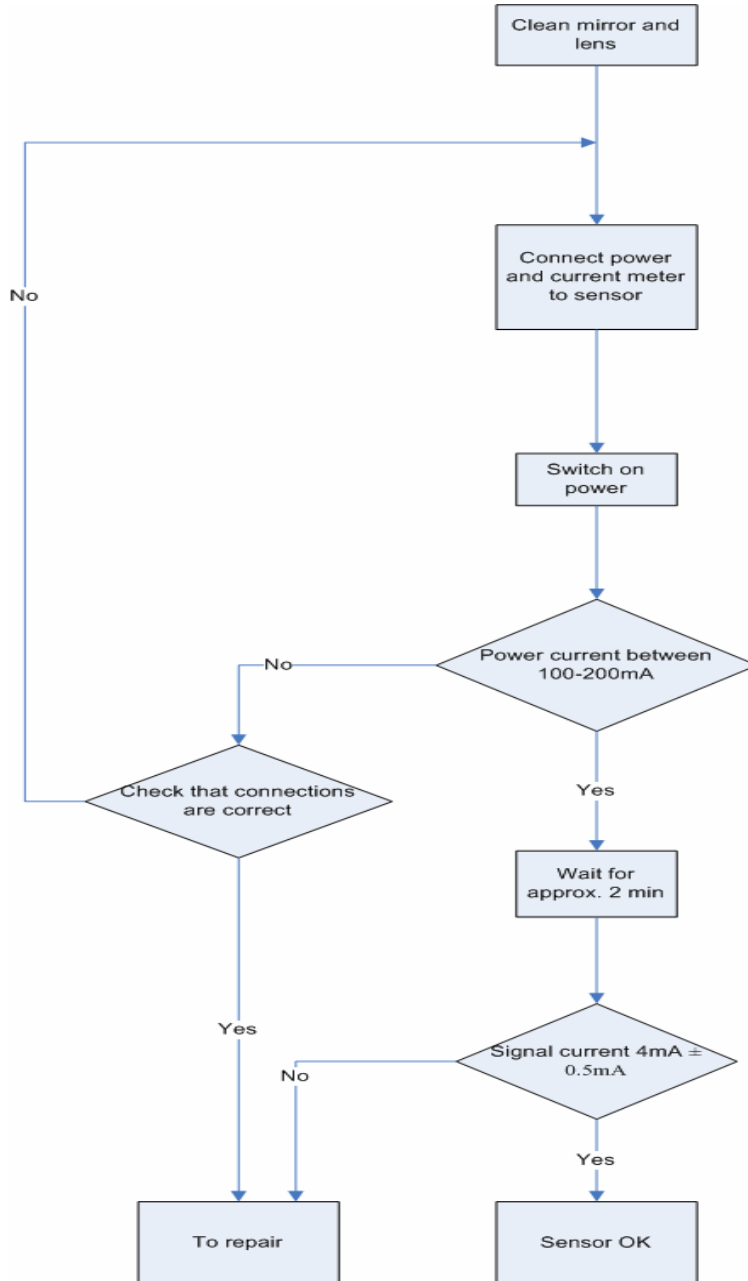 Clean mirror and
lens
No
Connect power
and current meter
to sensor
Switch on
power
Power current between
100-200mA
No
Check that connections
are correct
Yes
Wait for
approx. 2 min
Yes
Signal current 4mA ±
0.5mA
No
Yes
To repair
Sensor OK